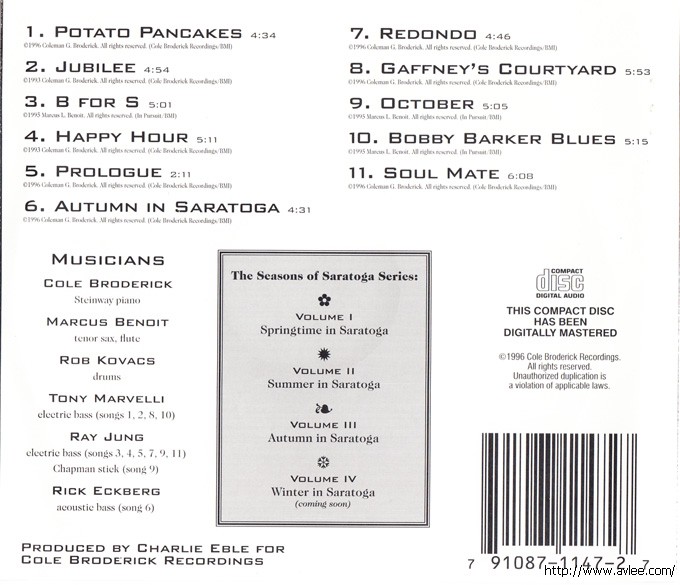 1. Potato Pancakes 4:34
©1996 Coleman G. Broderick. All rights reserved. (Cole Broderick Recordings/BMI)
2. Jubilee 4:54
©1993 Coleman G. Broderick. All rights reserved. (Cole Broderick Recordings/BMI)
3. B for S 5:01
©1995 Marcus L. Benoit. All rights reserved. (In Pursuit/BMI)
4. Happy Hour 5:11
©1993 Coleman G. Broderick. All rights reserved. (Cole Broderick Recordings/BMI)
5. Prologue 2:11
©1996 Coleman G. Broderick. All rights reserved. (Cole Broderick Recordings/BMI)
6. Autumn in Saratoga 4:31
©1996 Coleman G. Broderick. All rights reserved. (Cole Broderick Recordings/BMI)
7. Redondo 4:46
©1996 Coleman G. Broderick. All rights reserved. (Cole Broderick Recordings/BMI)
8. Gaffney's Courtyard 5:53
©1996 Coleman G. Broderick. All rights reserved. (Cole Broderick Recordings/BMI)
9. October 5:05
©1995 Marcus L. Benoit. All rights reserved. (In Pursuit/BMI)
10. Bobby Barker Blues 5:15
©1995 Marcus L. Benoit. All rights reserved. (In Pursuit/BMI)
11. Soul Mate 6:08
©1996 Coleman G. Broderick. All rights reserved. (Cole Broderick Recordings/BMI)
Musicians
Cole Broderick
Steinway piano
Marcus Benoit
tenor sax, flute
Rob Kovacs
drums
Tony Marvelli
electric bass (songs 1, 2, 8, 10)
Ray Jung
electric bass (songs 3, 4, 5, 7, 9, 11)
Chapman stick (song 9)
Rick Eckberg
acoustic bass (song 6)
The Seasons of Saratoga Series:
Volume I
Springtime in Saratoga
Volume II
Summer in Saratoga
Volume III
Autumn in Saratoga
Volume IV
Winter in Saratoga
(coming soon)
COMPACT
disc
DIGITAL AUDIO
THIS COMPACT DISC
HAS BEEN
DIGITALLY MASTERED
©1996 Cole Broderick Recordings.
All rights reserved.
Unauthorized duplication is
a violation of applicable laws.
Produced by Charlie Eble for
Cole Broderick Recordings
7 91087-1147-2 7
http://www.avlee.com